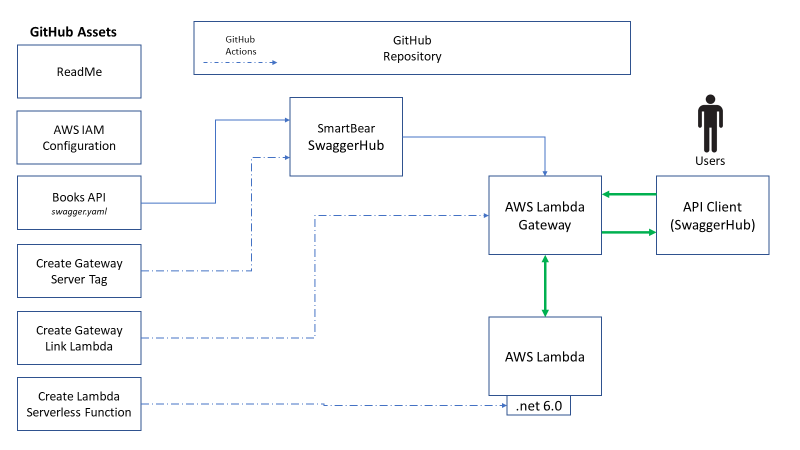 GitHub Assets
ReadMe
AWS IAM
Configuration
Books API
swagger.yaml
Create Gateway
Server Tag
Create Gateway
Link Lambda
Create Lambda
Serverless Function
GitHub
Actions
GitHub
Repository
SmartBear
SwaggerHub
Users
AWS Lambda
Gateway
API Client
(SwaggerHub)
AWS Lambda
.net 6.0